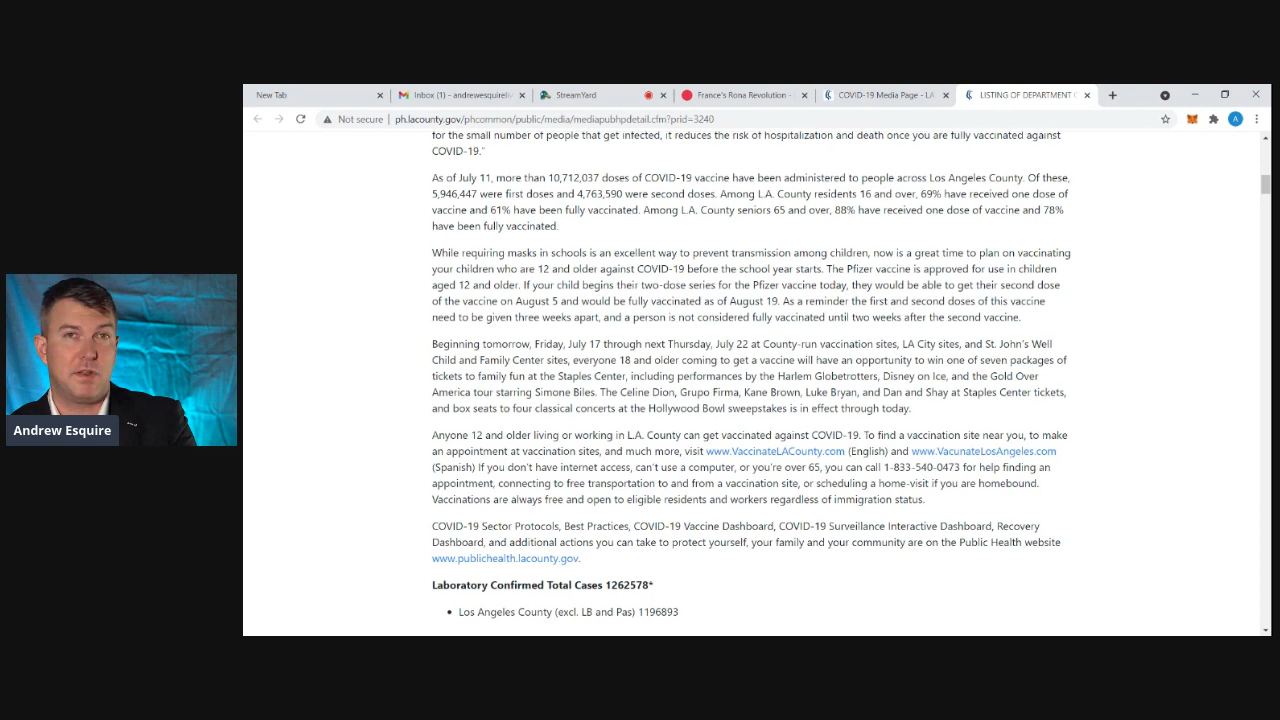 New Tab
Inbox (1) - andrewesquireliv
StreamYard
France's Rona Revolution -
COVID-19 Media Page - LA
LISTING OF DEPARTMENT
Not secure | ph.lacounty.gov/phcommon/public/media/mediapubhpdetail.cfm?prid=3240
A
for the small number of people that get infected, it reduces the risk of hospitalization and death once you are fully vaccinated against
COVID-19."
As of July 11, more than 10,712,037 doses of COVID-19 vaccine have been administered to people across Los Angeles County. Of these,
5,946,447 were first doses and 4,763,590 were second doses. Among L.A. County residents 16 and over, 69% have received one dose of
vaccine and 61% have been fully vaccinated. Among L.A. County seniors 65 and over, 88% have received one dose of vaccine and 78%
have been fully vaccinated.
While requiring masks in schools is an excellent way to prevent transmission among children, now is a great time to plan on vaccinating
your children who are 12 and older against COVID-19 before the school year starts. The Pfizer vaccine is approved for use in children
aged 12 and older. If your child begins their two-dose series for the Pfizer vaccine today, they would be able to get their second dose
of the vaccine on August 5 and would be fully vaccinated as of August 19. As a reminder the first and second doses of this vaccine
need to be given three weeks apart, and a person is not considered fully vaccinated until two weeks after the second vaccine.
Beginning tomorrow, Friday, July 17 through next Thursday, July 22 at County-run vaccination sites, LA City sites, and St. John's Well
Child and Family Center sites, everyone 18 and older coming to get a vaccine will have an opportunity to win one of seven packages of
tickets to family fun at the Staples Center, including performances by the Harlem Globetrotters, Disney on Ice, and the Gold Over
America tour starring Simone Biles. The Celine Dion, Grupo Firma, Kane Brown, Luke Bryan, and Dan and Shay at Staples Center tickets,
and box seats to four classical concerts at the Hollywood Bowl sweepstakes is in effect through today.
Anyone 12 and older living or working in L.A. County can get vaccinated against COVID-19. To find a vaccination site near you, to make
an appointment at vaccination sites, and much more, visit www.VaccinateLACounty.com (English) and www.VacunateLosAngeles.com
(Spanish) If you don't have internet access, can't use a computer, or you're over 65, you can call 1-833-540-0473 for help finding an
appointment, connecting to free transportation to and from a vaccination site, or scheduling a home-visit if you are homebound.
Vaccinations are always free and open to eligible residents and workers regardless of immigration status.
COVID-19 Sector Protocols, Best Practices, COVID-19 Vaccine Dashboard, COVID-19 Surveillance Interactive Dashboard, Recovery
Dashboard, and additional actions you can take to protect yourself, your family and your community are on the Public Health website
www.publichealth.lacounty.gov.
Laboratory Confirmed Total Cases 1262578*
• Los Angeles County (excl. LB and Pas) 1196893
Andrew Esquire